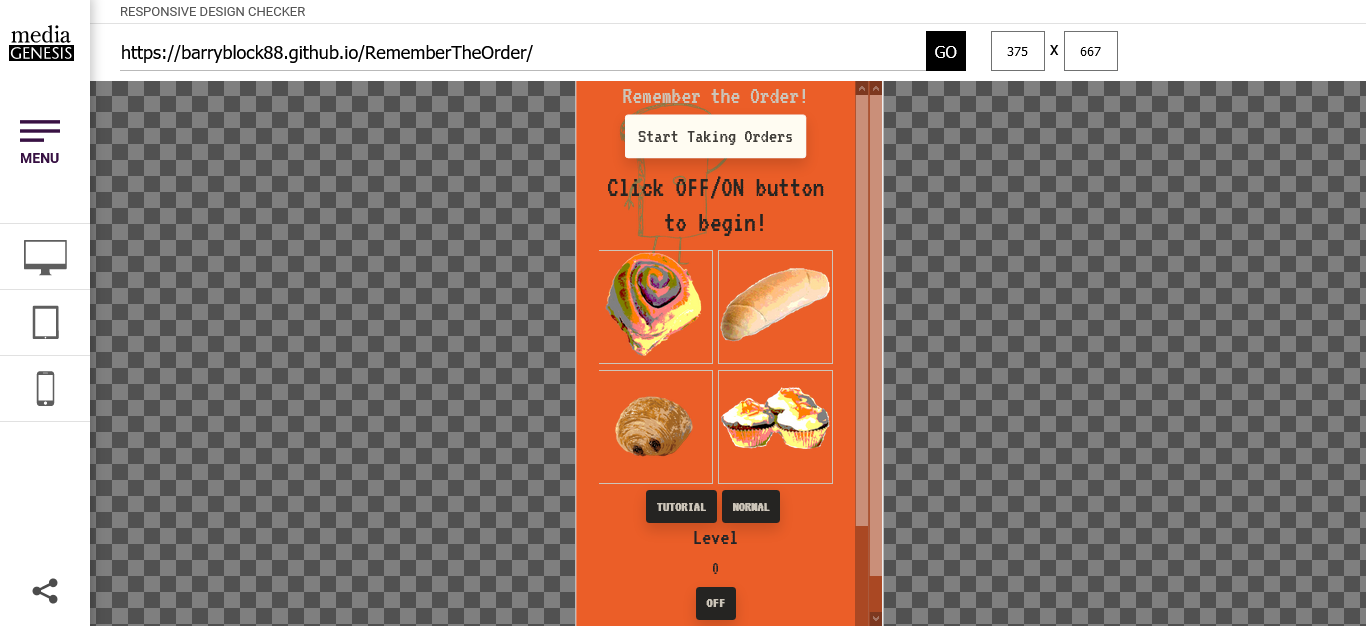 RESPONSIVE DESIGN CHECKER
media
GENESIS
https://barryblock88.github.io/RememberTheOrder/
GO
375 X 667
MENU
Remember the Order!
Start Taking Orders
Click OFF/ON button
to begin!
TUTORIAL
NORMAL
Level
0
OFF